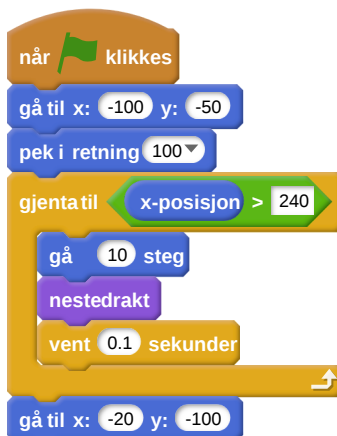 når klikkes
gå til x: -100 y: -50
pek i retning 100
gjenta til x-posisjon > 240
gå 10 steg
nestedrakt
vent 0.1 sekunder
gå til x: -20 y: -100